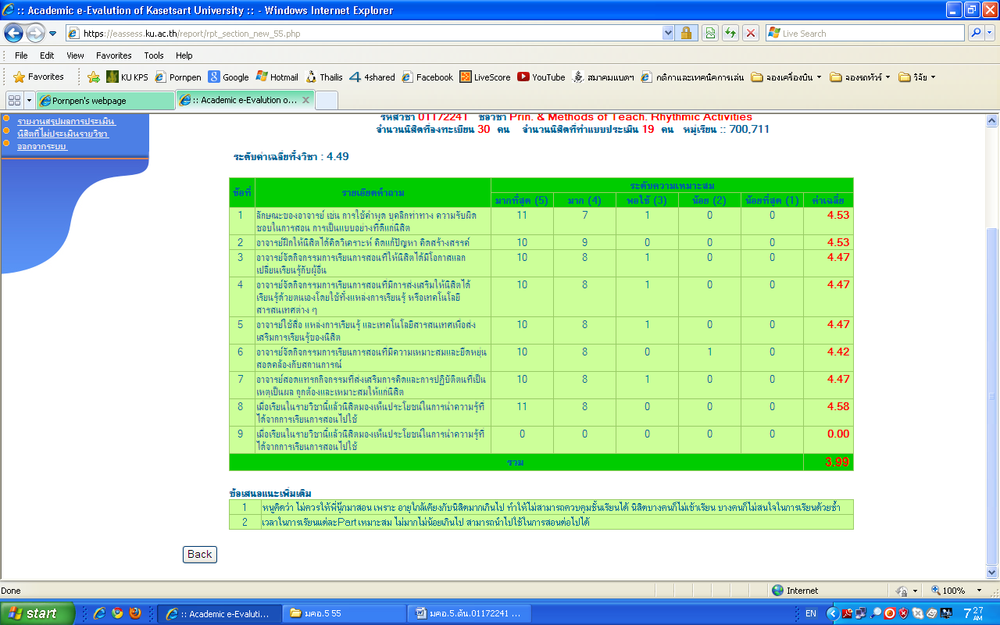 :: Academic e-Evalution of Kasetsart University :: - Windows Internet Explorer
https://eassess.ku.ac.th/report/rpt_section_new_55.php
Live Search
File Edit View Favorites Tools Help
Favorites KU KPS Pornpen Google Hotmail Thailis 4shared Facebook LiveScore YouTube สมาคมแบดฯ กติกาและเทคนิคการเล่น จองเครื่องบิน จองรถทัวร์ วิจัย
Pornpen's webpage :: Academic e-Evalution o...
รายงานสรุปผลการประเมิน
นิสิตที่ไม่ประเมินรายวิชา
ออกจากระบบ
รหัสวิชา 01172241 ชื่อวิชา Prin. & Methods of Teach. Rhythmic Activities
จำนวนนิสิตที่ลงทะเบียน 30 คน จำนวนนิสิตที่ทำแบบประเมิน 19 คน หมู่เรียน :: 700,711
ระดับค่าเฉลี่ยทั้งวิชา : 4.49
ข้อที่ รายเอียดคำถาม ระดับความเหมาะสม
มากที่สุด (5) มาก (4) พอใช้ (3) น้อย (2) น้อยที่สุด (1) ค่าเฉลี่ย
1 ลักษณะของอาจารย์ เช่น การใช้คำพูด บุคลิกท่าทาง ความรับผิด 11 7 1 0 0 4.53
ชอบในการสอน การเป็นแบบอย่างที่ดีแก่นิสิต
2 อาจารย์ฝึกให้นิสิตได้คิดวิเคราะห์ คิดแก้ปัญหา คิดสร้างสรรค์ 10 9 0 0 0 4.53
3 อาจารย์จัดกิจกรรมการเรียนการสอนที่ให้นิสิตได้มีโอกาสแลก 10 8 1 0 0 4.47
เปลี่ยนเรียนรู้กับผู้อื่น
4 อาจารย์จัดกิจกรรมการเรียนการสอนที่มีการส่งเสริมให้นิสิตได้ 10 8 1 0 0 4.47
เรียนรู้ด้วยตนเองโดยใช้ทั้งแหล่งการเรียนรู้ หรือเทคโนโลยี
สารสนเทศต่าง ๆ
5 อาจารย์ใช้สื่อ แหล่งการเรียนรู้ และเทคโนโลยีสารสนเทศเพื่อส่ง 10 8 1 0 0 4.47
เสริมการเรียนรู้ของนิสิต
6 อาจารย์จัดกิจกรรมการเรียนการสอนที่มีความเหมาะสมและยืดหยุ่น 10 8 0 1 0 4.42
สอดคล้องกับสถานการณ์
7 อาจารย์สอดแทรกกิจกรรมที่ส่งเสริมการคิดและการปฏิบัติตนที่เป็น 10 8 1 0 0 4.47
เหตุเป็นผล ถูกต้องและเหมาะสมให้แก่นิสิต
8 เมื่อเรียนในรายวิชานี้แล้วนิสิตมองเห็นประโยชน์ในการนำความรู้ที่ 11 8 0 0 0 4.58
ได้จากการเรียนการสอนไปใช้
9 เมื่อเรียนในรายวิชานี้แล้วนิสิตมองเห็นประโยชน์ในการนำความรู้ที่ 0 0 0 0 0 0.00
ได้จากการเรียนการสอนไปใช้
รวม 3.99
ข้อเสนอแนะเพิ่มเติม
1 หนูคิดว่า ไม่ควรให้พี่นุ๊กมาสอน เพราะ อายุใกล้เคียงกับนิสิตมากเกินไป ทำให้ไม่สามารถควบคุมชั้นเรียนได้ นิสิตบางคนก็ไม่เข้าเรียน บางคนก็ไม่สนใจในการเรียนด้วยซ้ำ
2 เวลาในการเรียนแต่ละPart เหมาะสม ไม่มากไม่น้อยเกินไป สามารถนำไปใช้ในการสอนต่อไปได้
Back
Done Internet 100%
start :: Academic e-Evaluti... มคอ.5 55 มคอ.5.ต้น.01172241 ... EN 7:27 AM